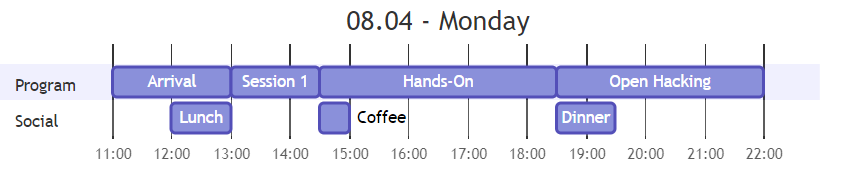 08.04 - Monday
Program Arrival Session 1 Hands-On Open Hacking
Social Lunch Coffee Dinner
11:00 12:00 13:00 14:00 15:00 16:00 17:00 18:00 19:00 20:00 21:00 22:00